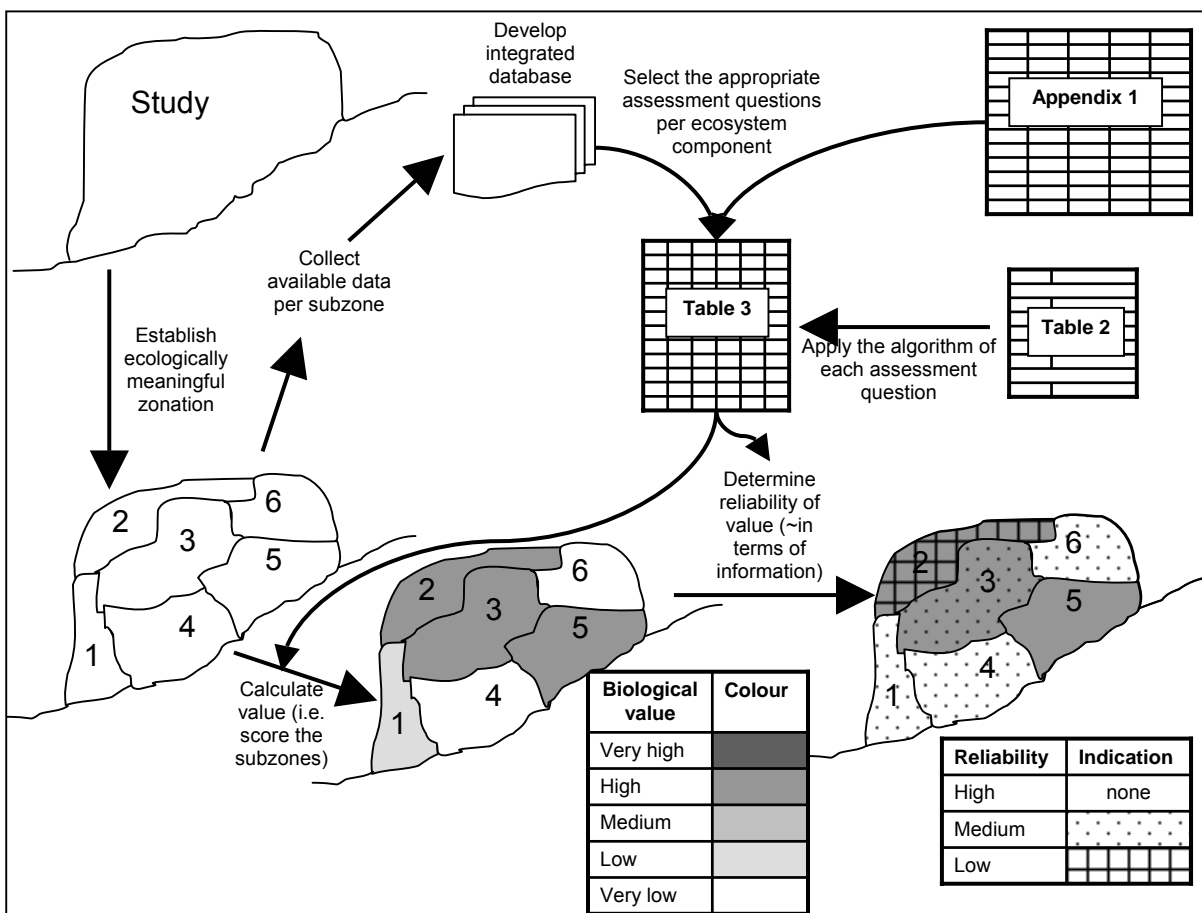 Study
Develop
integrated
database
Select the appropriate
assessment questions
per ecosystem
component
Appendix 1
Collect
available data
per subzone
Establish
ecologically
meaningful
zonation
Table 3
Table 2
Apply the algorithm of
each assessment
question
Determine
reliability of
value (~in
terms of
information)
1
2
3
4
5
6
Calculate
value (i.e.
score the
subzones)
1
2
3
4
5
6
1
2
3
4
5
6
Biological value Colour
Very high
High
Medium
Low
Very low
Reliability Indication
High none
Medium
Low